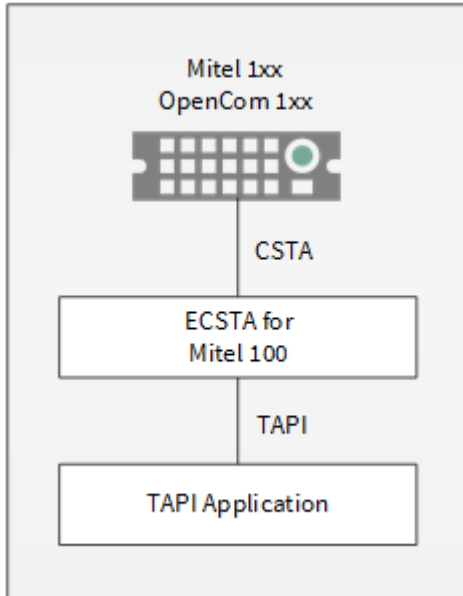 Mitel 1xx
OpenCom 1xx
CSTA
ECSTA for
Mitel 100
TAPI
TAPI Application